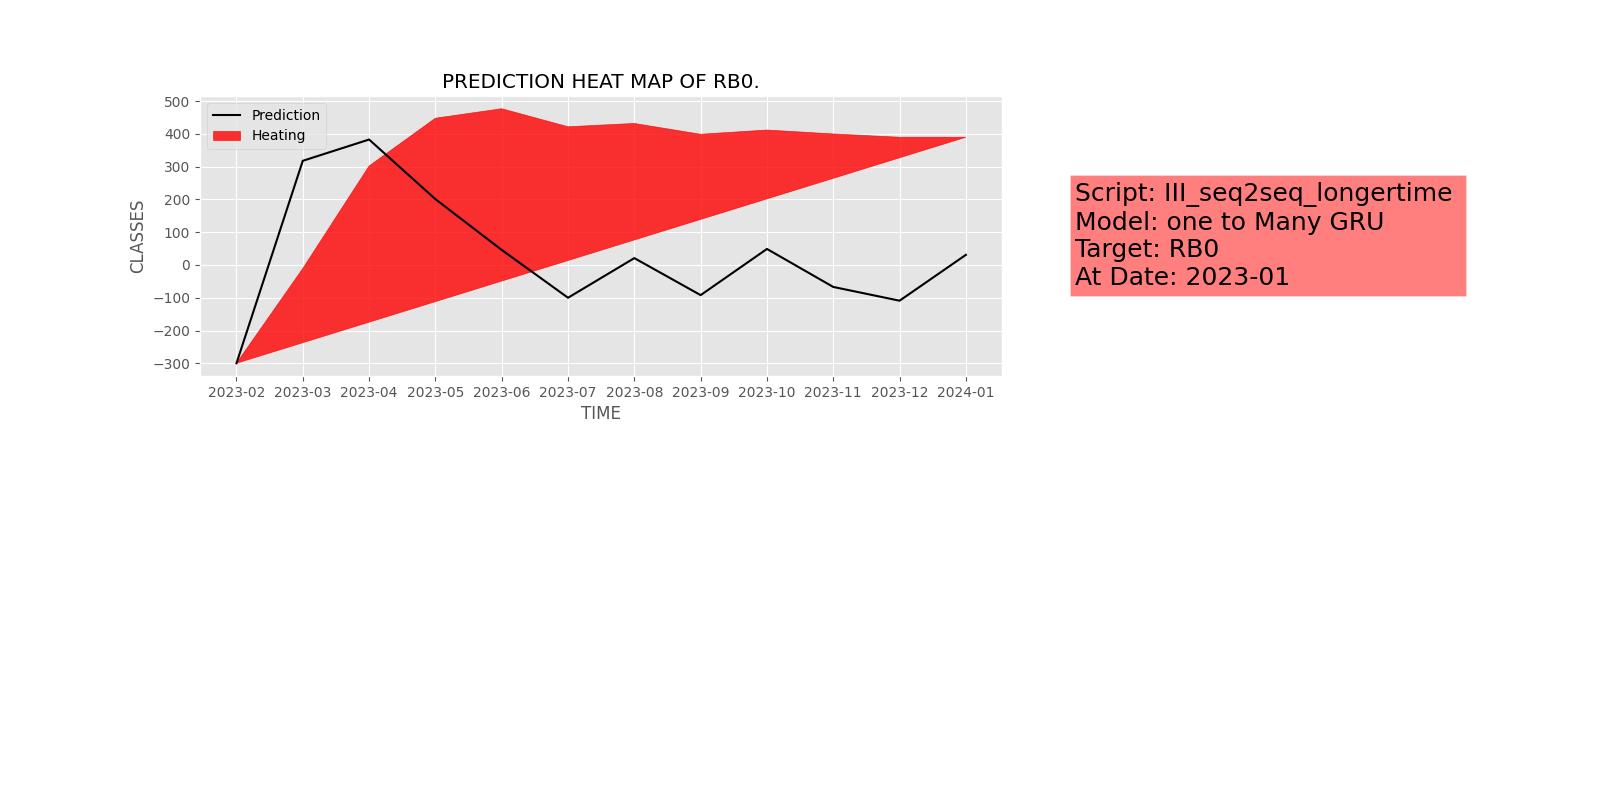 PREDICTION HEAT MAP OF RB0.
Prediction
Heating
CLASSES
500
400
300
200
100
0
−100
−200
−300
2023-02 2023-03 2023-04 2023-05 2023-06 2023-07 2023-08 2023-09 2023-10 2023-11 2023-12 2024-01
TIME
Script: III_seq2seq_longertime
Model: one to Many GRU
Target: RB0
At Date: 2023-01